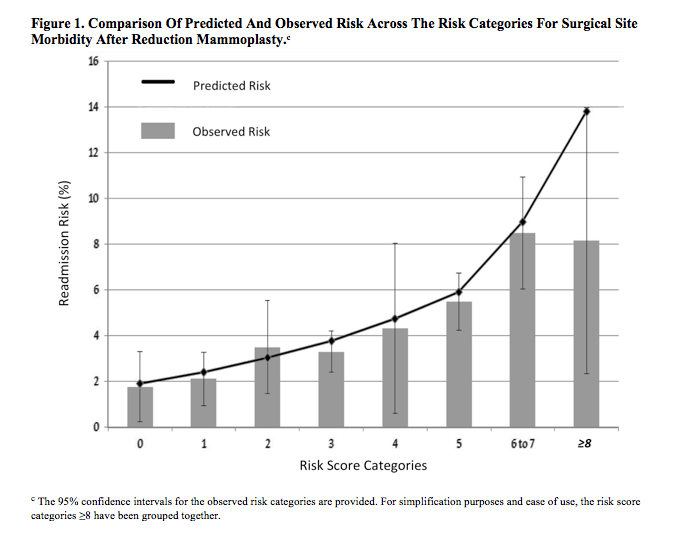 Figure 1. Comparison Of Predicted And Observed Risk Across The Risk Categories For Surgical Site
Morbidity After Reduction Mammoplasty.ᶜ
16
14
12
10
8
6
4
2
0
Readmission Risk (%)
Predicted Risk
Observed Risk
0 1 2 3 4 5 6 to 7 ≥8
Risk Score Categories
ᶜ The 95% confidence intervals for the observed risk categories are provided. For simplification purposes and ease of use, the risk score
categories ≥8 have been grouped together.